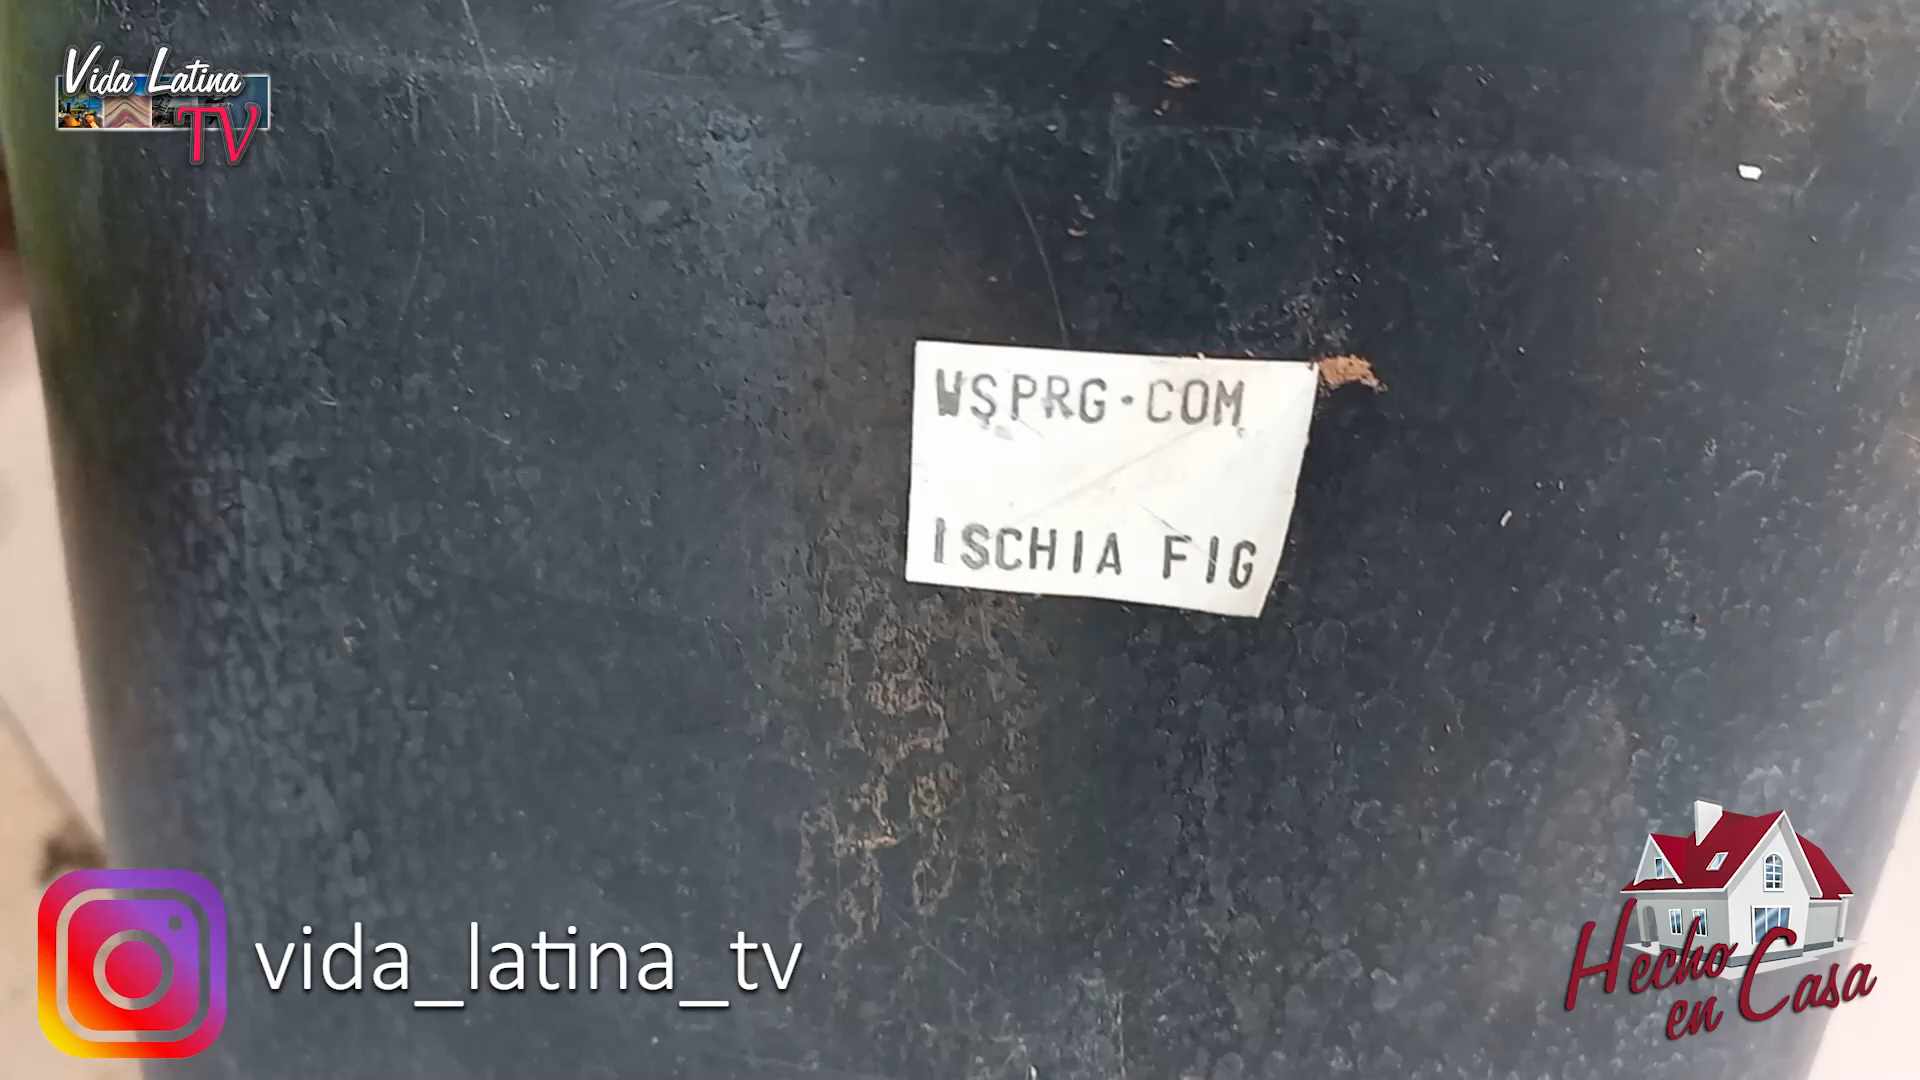 Vida Latina
TV
WSPRG·COM
ISCHIA FIG
vida_latina_tv
Hecho
en Casa